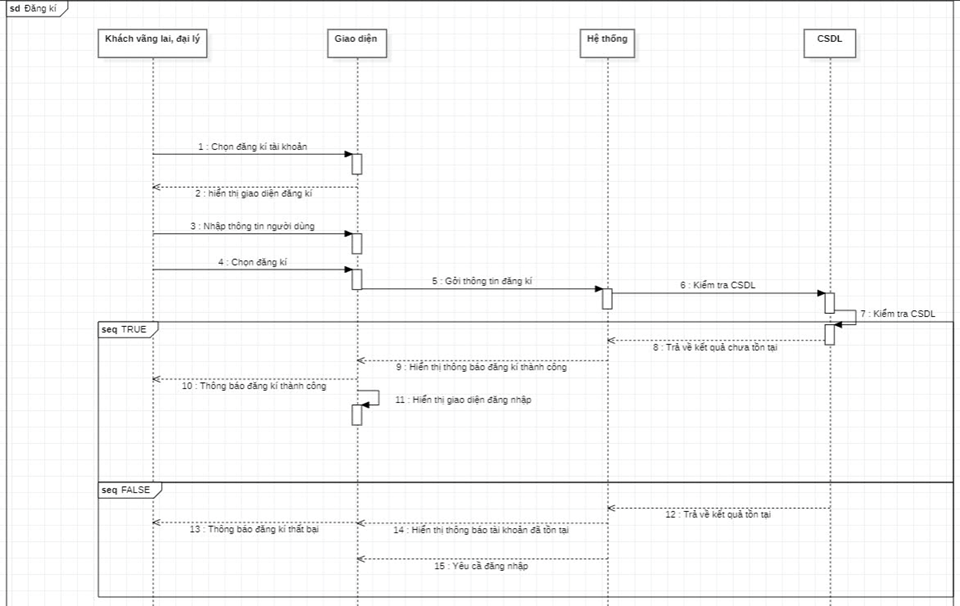 sd Đăng kí
Khách vãng lai, đại lý
Giao diện
Hệ thống
CSDL
1 : Chọn đăng kí tài khoản
2 : hiển thị giao diện đăng kí
3 : Nhập thông tin người dùng
4 : Chọn đăng kí
5 : Gởi thông tin đăng kí
6 : Kiểm tra CSDL
7 : Kiểm tra CSDL
seq TRUE
8 : Trả về kết quả chưa tồn tại
9 : Hiển thị thông báo đăng kí thành công
10 : Thông báo đăng kí thành công
11 : Hiển thị giao diện đăng nhập
seq FALSE
12 : Trả về kết quả tồn tại
13 : Thông báo đăng kí thất bại
14 : Hiển thị thông báo tài khoản đã tồn tại
15 : Yêu cầ đăng nhập